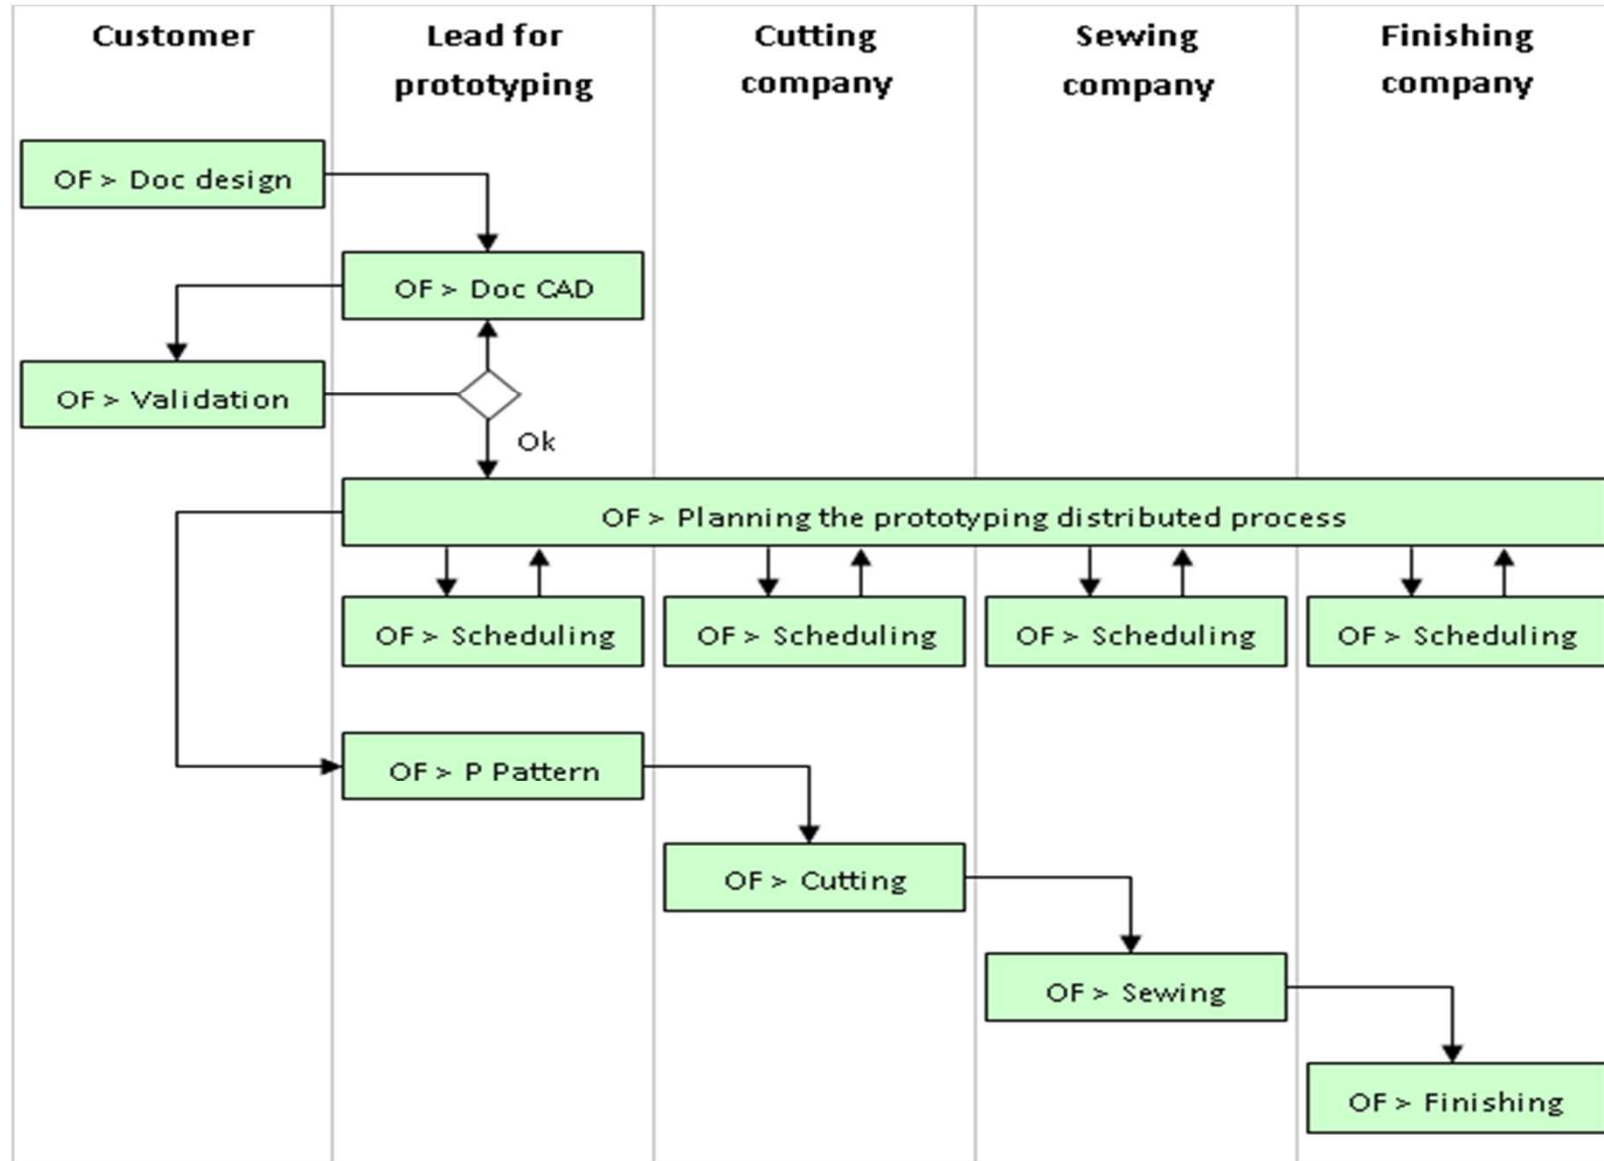 Customer
Lead for
prototyping
Cutting
company
Sewing
company
Finishing
company
OF > Doc design
OF > Doc CAD
OF > Validation
Ok
OF > Planning the prototyping distributed process
OF > Scheduling
OF > Scheduling
OF > Scheduling
OF > Scheduling
OF > P Pattern
OF > Cutting
OF > Sewing
OF > Finishing